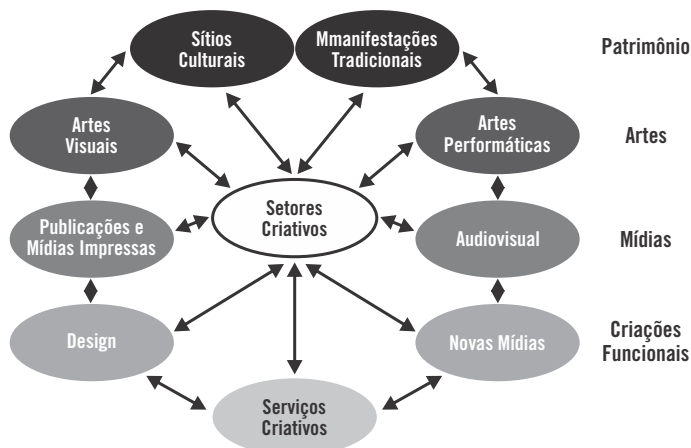 Sítios
Culturais
Mmanifestações
Tradicionais
Patrimônio
Artes
Visuais
Artes
Performáticas
Artes
Setores
Criativos
Publicações e
Mídias Impressas
Audiovisual
Mídias
Design
Novas Mídias
Criações
Funcionais
Serviços
Criativos